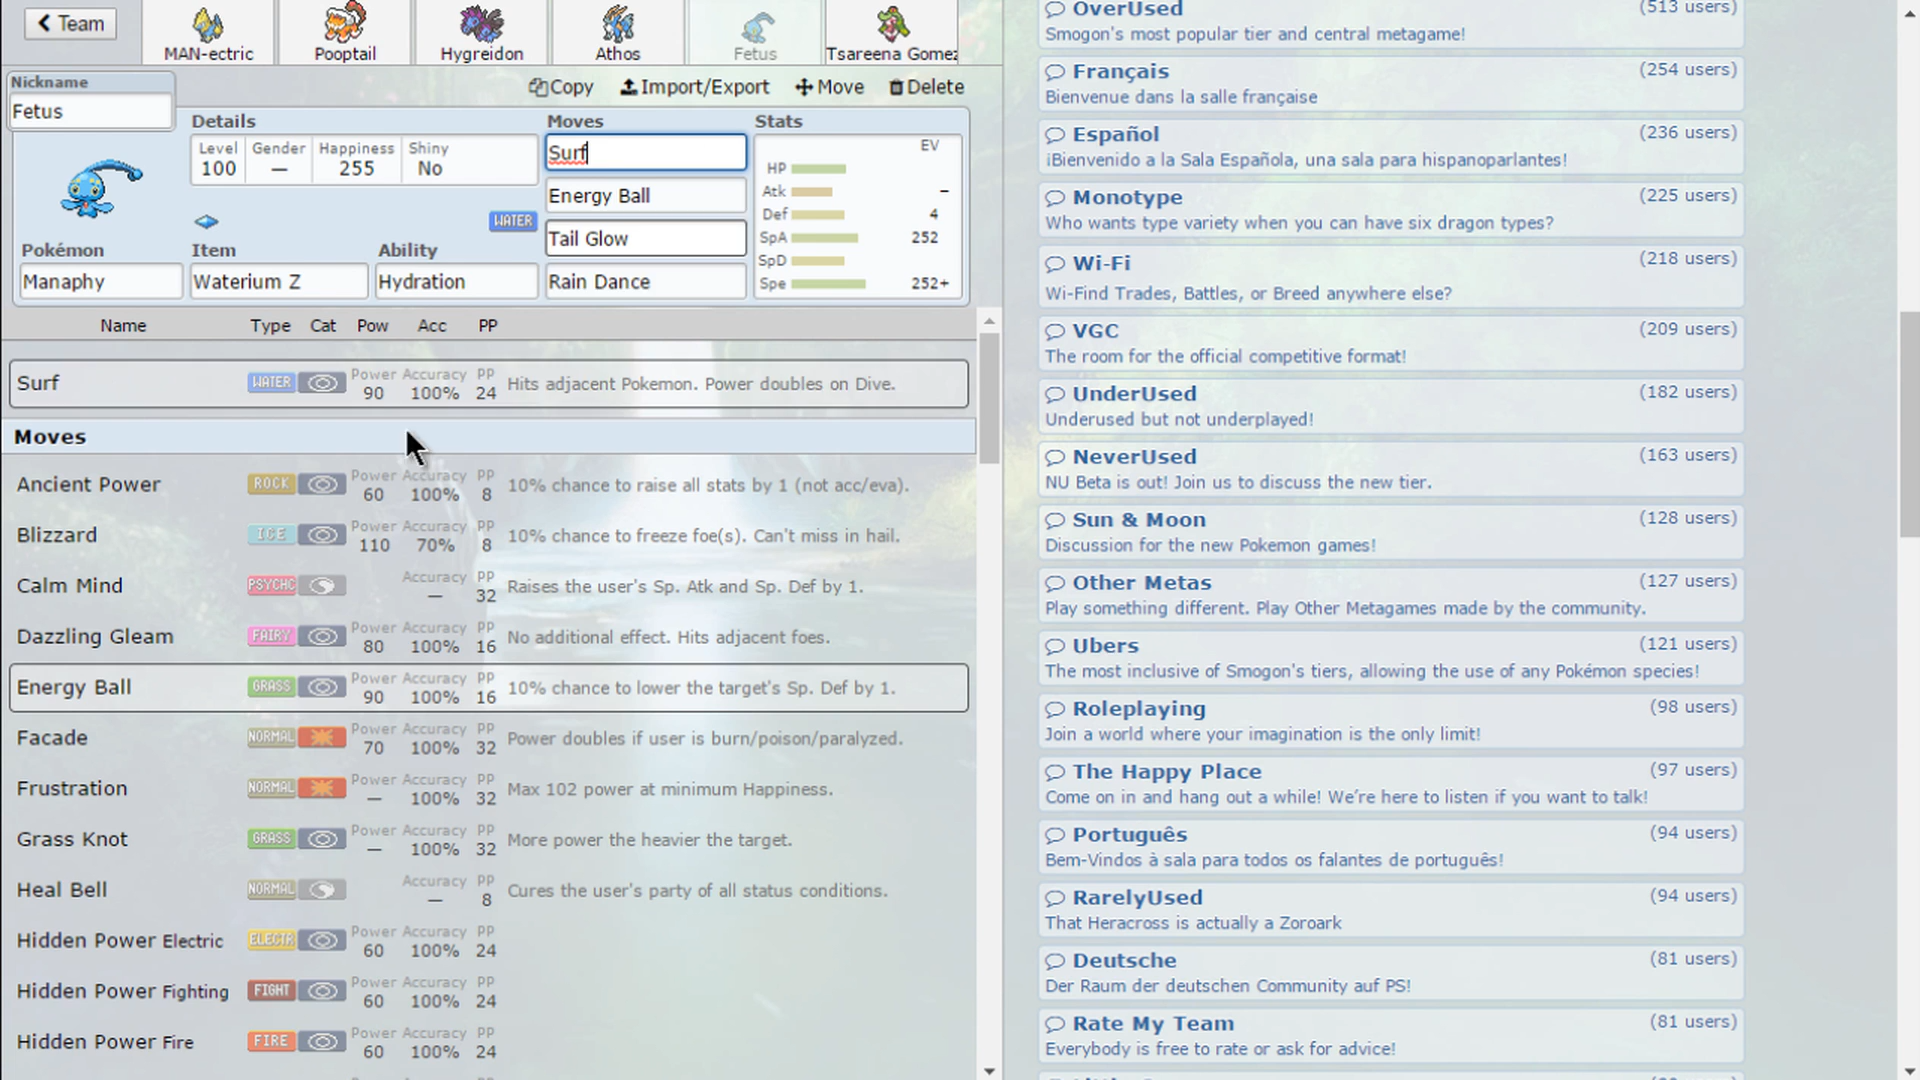 Team
MAN-ectric
Pooptail
Hygreidon
Athos
Fetus
Tsareena Gomez
Nickname
Fetus
Copy
Import/Export
Move
Delete
Details
Moves
Stats
Level
100
Gender
—
Happiness
255
Shiny
No
WATER
Pokémon
Manaphy
Item
Waterium Z
Ability
Hydration
Surf
Energy Ball
Tail Glow
Rain Dance
EV
HP
Atk –
Def 4
SpA 252
SpD
Spe 252+
Name Type Cat Pow Acc PP
Surf WATER Power 90 Accuracy 100% PP 24 Hits adjacent Pokemon. Power doubles on Dive.
Moves
Ancient Power ROCK Power 60 Accuracy 100% PP 8 10% chance to raise all stats by 1 (not acc/eva).
Blizzard ICE Power 110 Accuracy 70% PP 8 10% chance to freeze foe(s). Can't miss in hail.
Calm Mind PSYCHC Accuracy — PP 32 Raises the user's Sp. Atk and Sp. Def by 1.
Dazzling Gleam FAIRY Power 80 Accuracy 100% PP 16 No additional effect. Hits adjacent foes.
Energy Ball GRASS Power 90 Accuracy 100% PP 16 10% chance to lower the target's Sp. Def by 1.
Facade NORMAL Power 70 Accuracy 100% PP 32 Power doubles if user is burn/poison/paralyzed.
Frustration NORMAL Power — Accuracy 100% PP 32 Max 102 power at minimum Happiness.
Grass Knot GRASS Power — Accuracy 100% PP 32 More power the heavier the target.
Heal Bell NORMAL Accuracy — PP 8 Cures the user's party of all status conditions.
Hidden Power Electric ELECTR Power 60 Accuracy 100% PP 24
Hidden Power Fighting FIGHT Power 60 Accuracy 100% PP 24
Hidden Power Fire FIRE Power 60 Accuracy 100% PP 24
OverUsed (513 users)
Smogon's most popular tier and central metagame!
Français (254 users)
Bienvenue dans la salle française
Español (236 users)
¡Bienvenido a la Sala Española, una sala para hispanoparlantes!
Monotype (225 users)
Who wants type variety when you can have six dragon types?
Wi-Fi (218 users)
Wi-Find Trades, Battles, or Breed anywhere else?
VGC (209 users)
The room for the official competitive format!
UnderUsed (182 users)
Underused but not underplayed!
NeverUsed (163 users)
NU Beta is out! Join us to discuss the new tier.
Sun & Moon (128 users)
Discussion for the new Pokemon games!
Other Metas (127 users)
Play something different. Play Other Metagames made by the community.
Ubers (121 users)
The most inclusive of Smogon's tiers, allowing the use of any Pokémon species!
Roleplaying (98 users)
Join a world where your imagination is the only limit!
The Happy Place (97 users)
Come on in and hang out a while! We're here to listen if you want to talk!
Português (94 users)
Bem-Vindos à sala para todos os falantes de português!
RarelyUsed (94 users)
That Heracross is actually a Zoroark
Deutsche (81 users)
Der Raum der deutschen Community auf PS!
Rate My Team (81 users)
Everybody is free to rate or ask for advice!